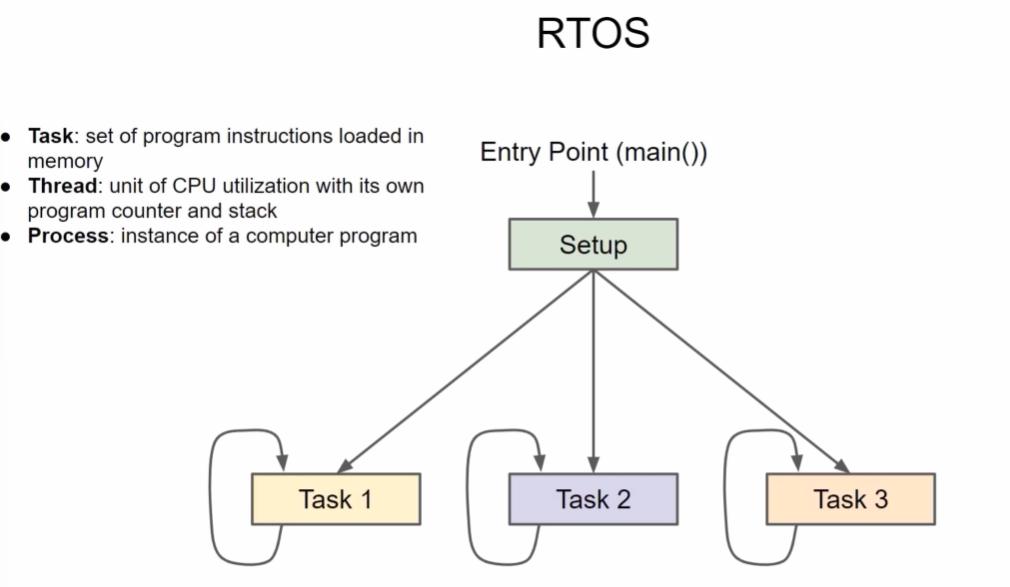 RTOS
● Task: set of program instructions loaded in
memory
● Thread: unit of CPU utilization with its own
program counter and stack
● Process: instance of a computer program
Entry Point (main())
Setup
Task 1
Task 2
Task 3